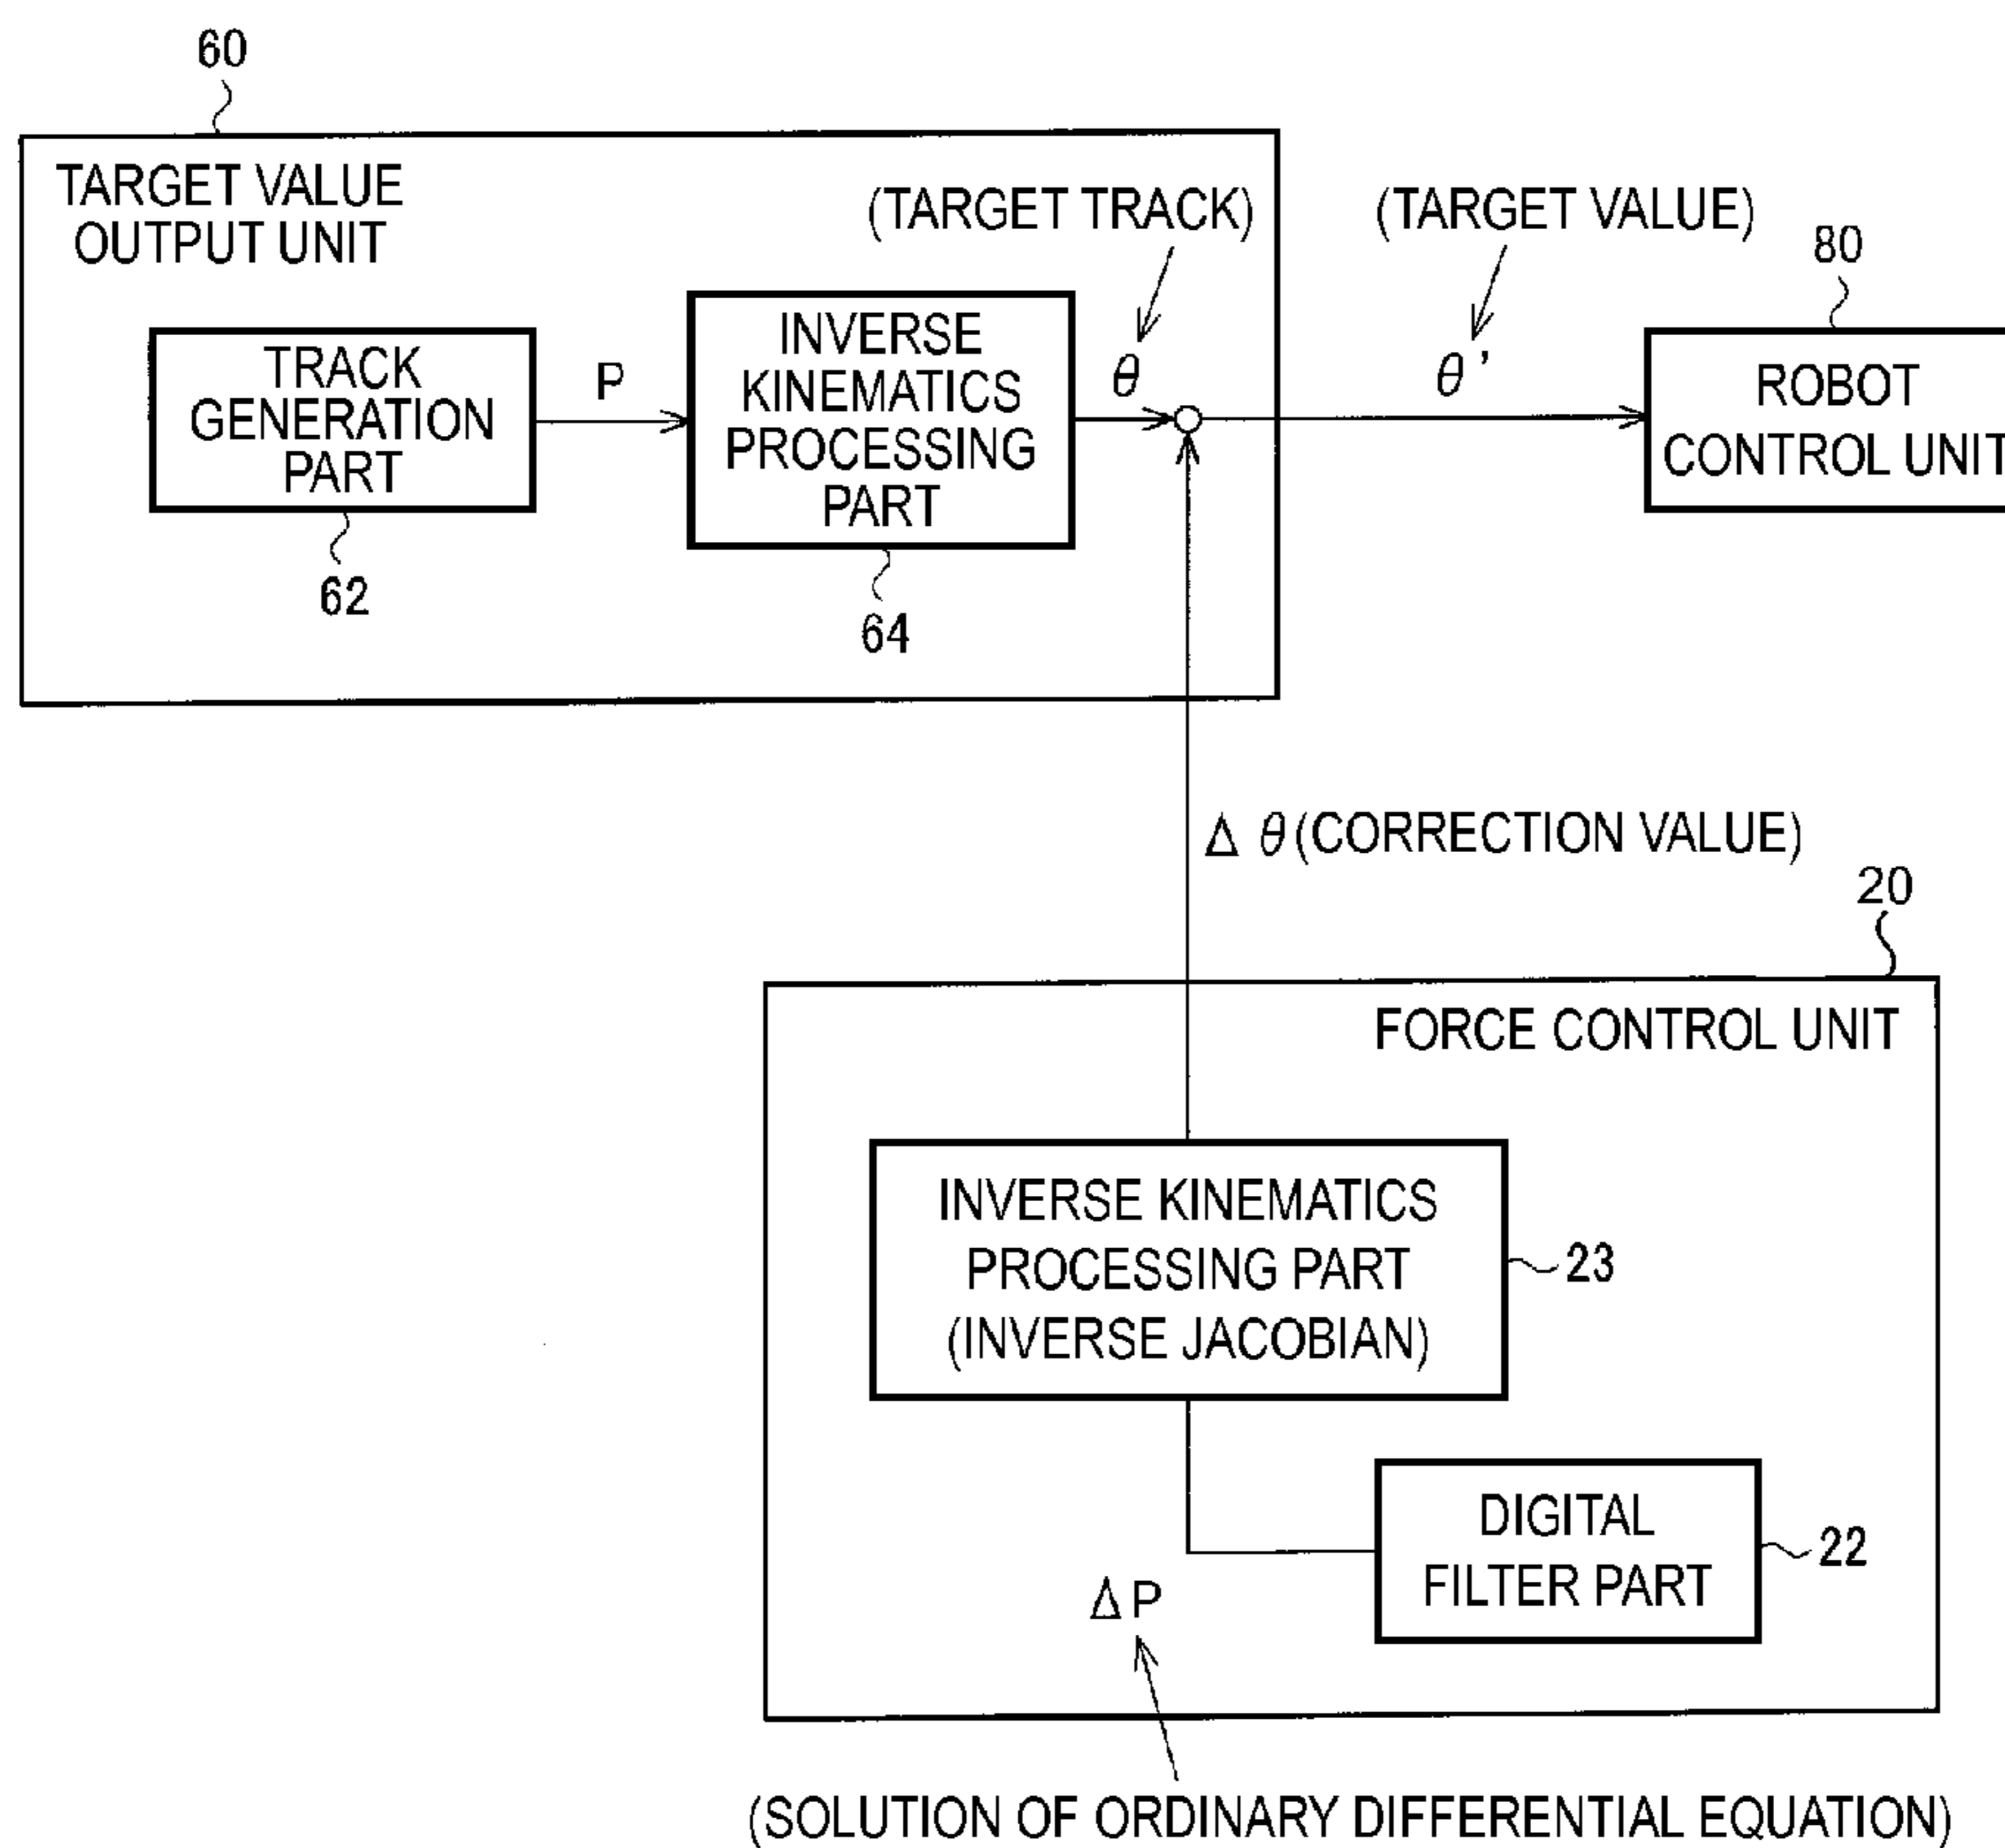 60
TARGET VALUE
OUTPUT UNIT
(TARGET TRACK)
(TARGET VALUE)
80
TRACK
GENERATION
PART
P
INVERSE
KINEMATICS
PROCESSING
PART
θ
θ'
ROBOT
CONTROL UNIT
62
64
Δ θ (CORRECTION VALUE)
20
FORCE CONTROL UNIT
INVERSE KINEMATICS
PROCESSING PART
(INVERSE JACOBIAN)
23
DIGITAL
FILTER PART
22
ΔP
(SOLUTION OF ORDINARY DIFFERENTIAL EQUATION)